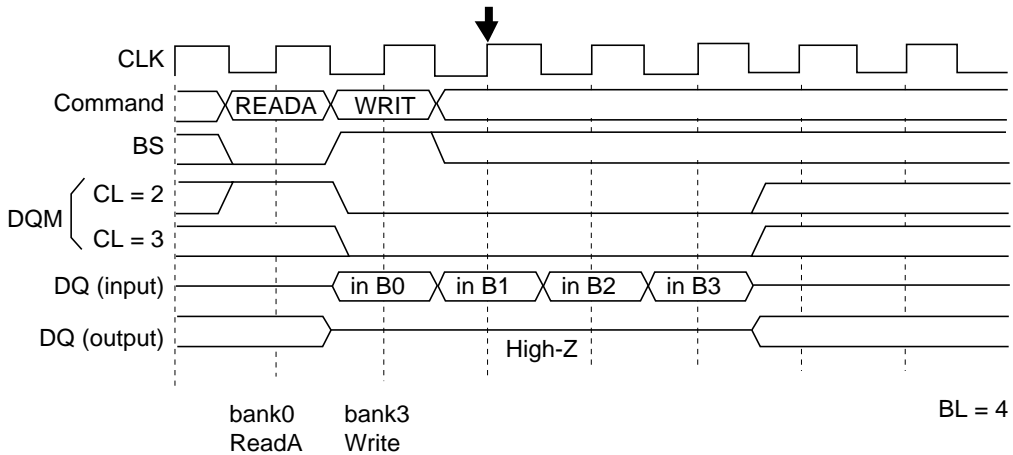 CLK
Command READA WRIT
BS
CL = 2
DQM
CL = 3
DQ (input) in B0 in B1 in B2 in B3
DQ (output) High-Z
bank0 bank3 BL = 4
ReadA Write